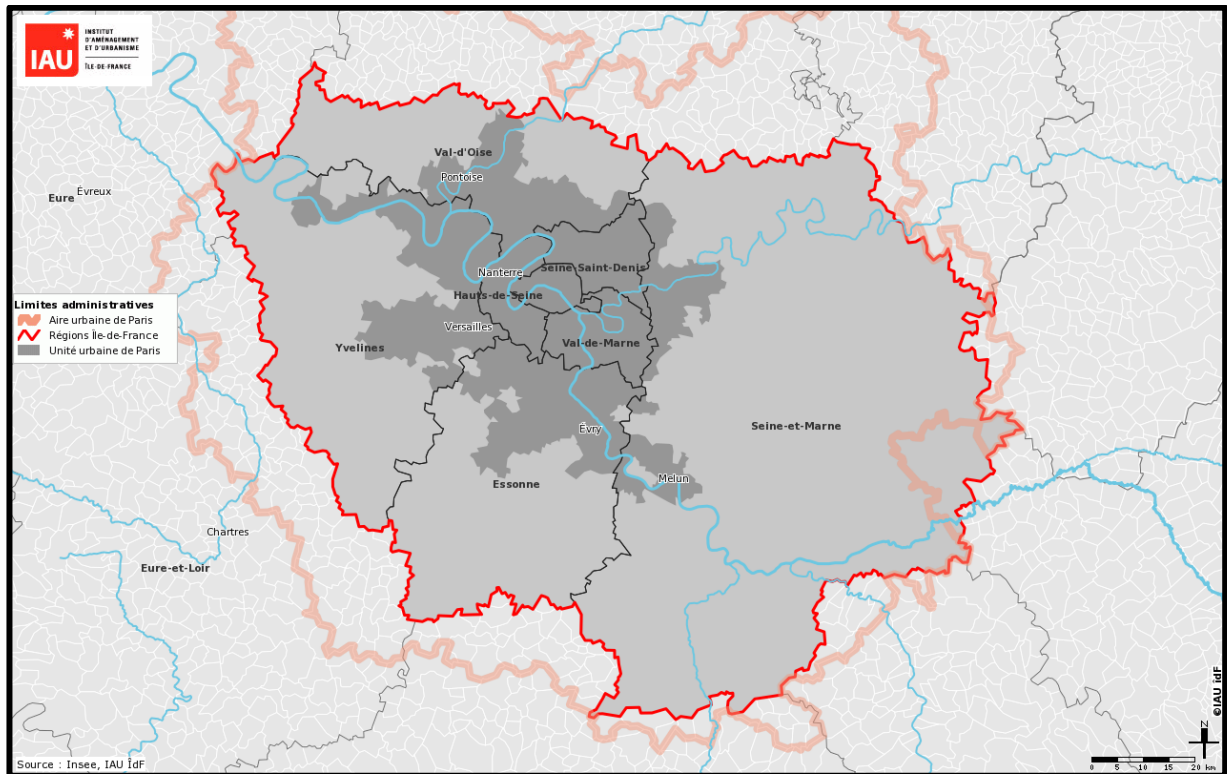 IAU
INSTITUT
D'AMÉNAGEMENT
ET D'URBANISME
ÎLE-DE-FRANCE
Val-d'Oise
Pontoise
Évreux
Eure
Nanterre
Seine-Saint-Denis
Hauts-de-Seine
Versailles
Val-de-Marne
Yvelines
Limites administratives
Aire urbaine de Paris
Régions Île-de-France
Unité urbaine de Paris
Seine-et-Marne
Évry
Essonne
Melun
Chartres
Eure-et-Loir
©IAU îdF
N
0 5 10 15 20 km
Source : Insee, IAU ÎdF